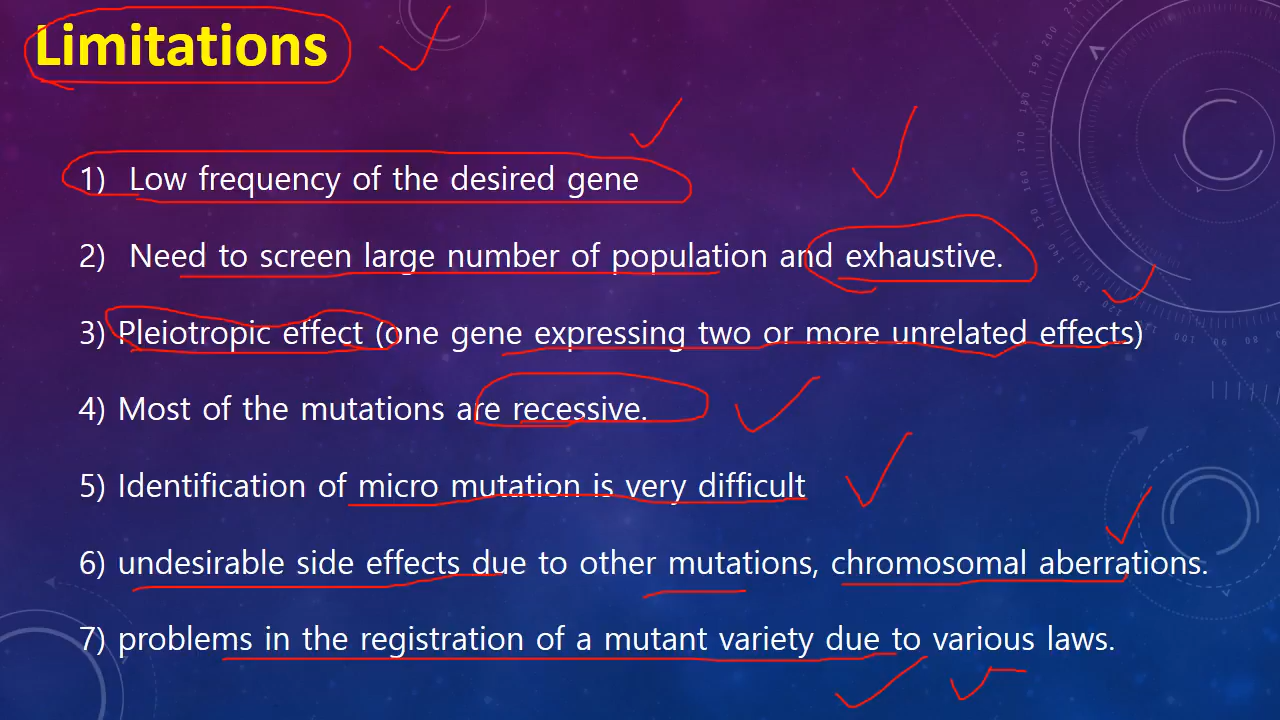 Limitations
1) Low frequency of the desired gene
2) Need to screen large number of population and exhaustive.
3) Pleiotropic effect (one gene expressing two or more unrelated effects)
4) Most of the mutations are recessive.
5) Identification of micro mutation is very difficult
6) undesirable side effects due to other mutations, chromosomal aberrations.
7) problems in the registration of a mutant variety due to various laws.